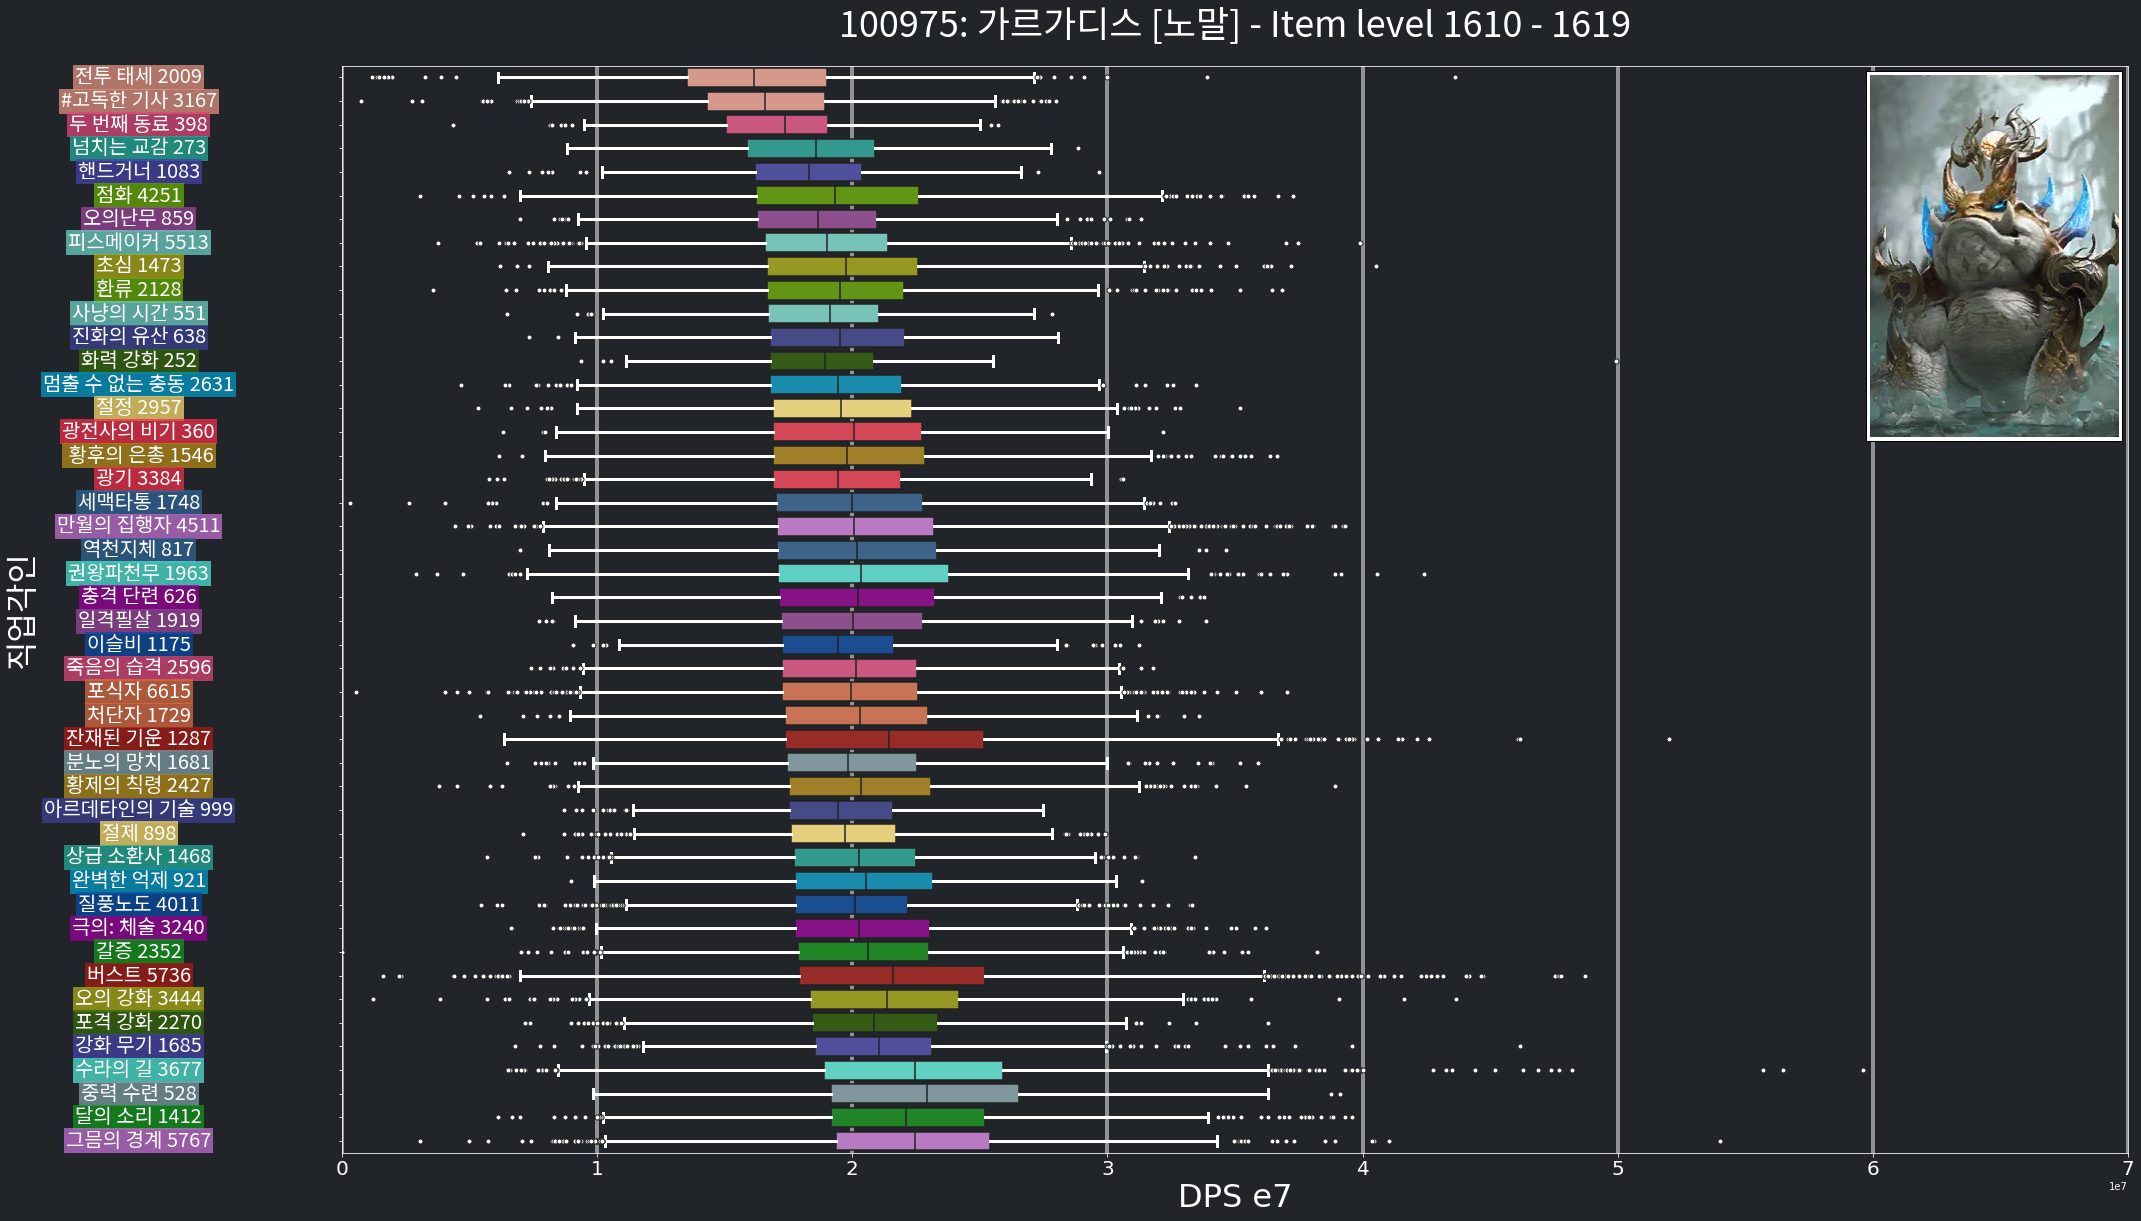 100975: 가르가디스 [노말] - Item level 1610 - 1619
직업각인
전투 태세 2009
#고독한 기사 3167
두 번째 동료 398
넘치는 교감 273
핸드거너 1083
점화 4251
오의난무 859
피스메이커 5513
초심 1473
환류 2128
사냥의 시간 551
진화의 유산 638
화력 강화 252
멈출 수 없는 충동 2631
절정 2957
광전사의 비기 360
황후의 은총 1546
광기 3384
세맥타통 1748
만월의 집행자 4511
역천지체 817
권왕파천무 1963
충격 단련 626
일격필살 1919
이슬비 1175
죽음의 습격 2596
포식자 6615
처단자 1729
잔재된 기운 1287
분노의 망치 1681
황제의 칙령 2427
아르데타인의 기술 999
절제 898
상급 소환사 1468
완벽한 억제 921
질풍노도 4011
극의: 체술 3240
갈증 2352
버스트 5736
오의 강화 3444
포격 강화 2270
강화 무기 1685
수라의 길 3677
중력 수련 528
달의 소리 1412
그믐의 경계 5767
0 1 2 3 4 5 6 7
DPS e7
1e7